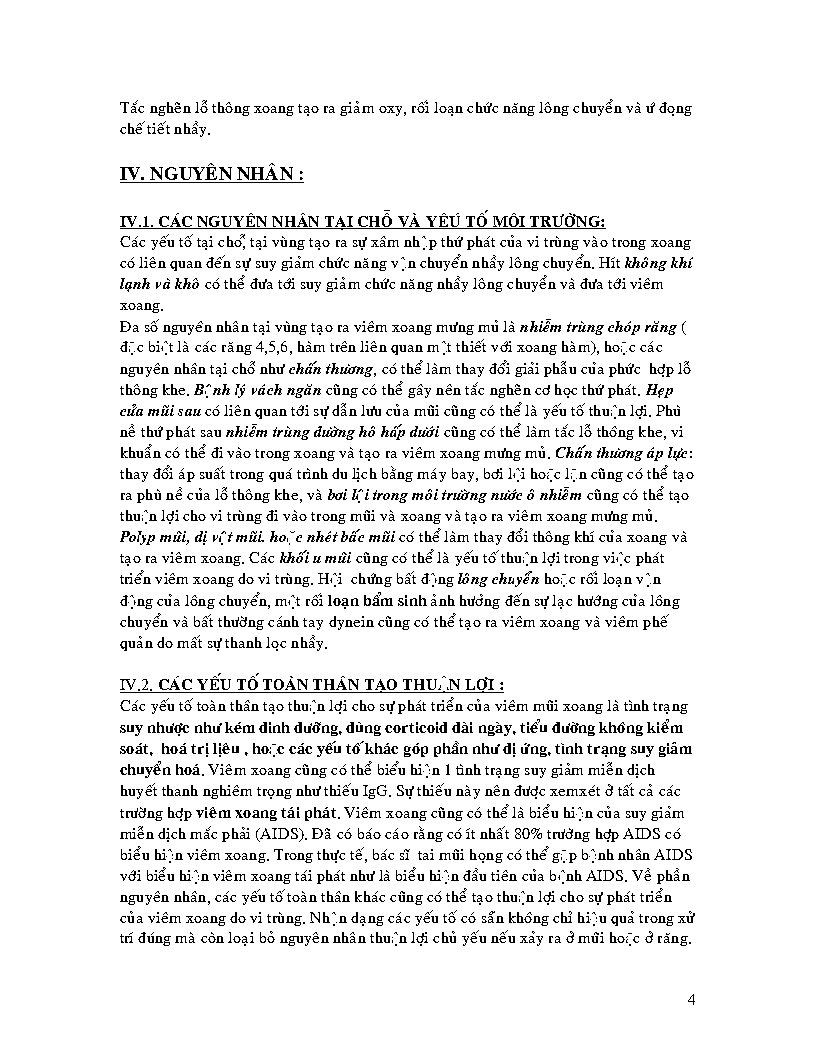 Tắc nghẽn lỗ thông xoang tạo ra giảm oxy, rối loạn chức năng lông chuyển và ứ đọng
chế tiết nhầy.
IV. NGUYÊN NHÂN :
IV.1. CÁC NGUYÊN NHÂN TẠI CHỖ VÀ YẾU TỐ MÔI TRƯỜNG:
Các yếu tố tại chỗ, tại vùng tạo ra sự xâm nhập thứ phát của vi trùng vào trong xoang
có liên quan đến sự suy giảm chức năng vận chuyển nhầy lông chuyển. Hít không khí
lạnh và khô có thể đưa tới suy giảm chức năng nhầy lông chuyển và đưa tới viêm
xoang.
Đa số nguyên nhân tại vùng tạo ra viêm xoang mưng mủ là nhiễm trùng chóp răng (
đặc biệt là các răng 4,5,6, hàm trên liên quan mật thiết với xoang hàm), hoặc các
nguyên nhân tại chỗ như chấn thương, có thể làm thay đổi giải phẫu của phức hợp lỗ
thông khe. Bệnh lý vách ngăn cũng có thể gây nên tắc nghẽn cơ học thứ phát. Hẹp
cửa mũi sau có liên quan tới sự dẫn lưu của mũi cũng có thể là yếu tố thuận lợi. Phù
nề thứ phát sau nhiễm trùng đường hô hấp dưới cũng có thể làm tắc lỗ thông khe, vi
khuẩn có thể đi vào trong xoang và tạo ra viêm xoang mưng mủ. Chấn thương áp lực:
thay đổi áp suất trong quá trình du lịch bằng máy bay, bơi lội hoặc lặn cũng có thể tạo
ra phù nề của lỗ thông khe, và bơi lội trong môi trường nước ô nhiễm cũng có thể tạo
thuận lợi cho vi trùng đi vào trong mũi và xoang và tạo ra viêm xoang mưng mủ.
Polyp mũi, dị vật mũi. hoặc nhét bấc mũi có thể làm thay đổi thông khí của xoang và
tạo ra viêm xoang. Các khối u mũi cũng có thể là yếu tố thuận lợi trong việc phát
triển viêm xoang do vi trùng. Hội chứng bất động lông chuyển hoặc rối loạn vận
động của lông chuyển, một rối loạn bẩm sinh ảnh hưởng đến sự lạc hướng của lông
chuyển và bất thường cánh tay dynein cũng có thể tạo ra viêm xoang và viêm phế
quản do mất sự thanh lọc nhầy.
IV.2. CÁC YẾU TỐ TOÀN THÂN TẠO THUẬN LỢI :
Các yếu tố toàn thân tạo thuận lợi cho sự phát triển của viêm mũi xoang là tình trạng
suy nhược như kém dinh dưỡng, dùng corticoid dài ngày, tiểu đường không kiểm
soát, hoá trị liệu , hoặc các yếu tố khác góp phần như dị ứng, tình trạng suy giảm
chuyển hoá. Viêm xoang cũng có thể biểu hiện 1 tình trạng suy giảm miễn dịch
huyết thanh nghiêm trọng như thiếu IgG. Sự thiếu này nên được xemxét ở tất cả các
trường hợp viêm xoang tái phát. Viêm xoang cũng có thể là biểu hiện của suy giảm
miễn dịch mắc phải (AIDS). Đã có báo cáo rằng có ít nhất 80% trường hợp AIDS có
biểu hiện viêm xoang. Trong thực tế, bác sĩ tai mũi họng có thể gặp bệnh nhân AIDS
với biểu hiện viêm xoang tái phát như là biểu hiện đầu tiên của bệnh AIDS. Về phần
nguyên nhân, các yếu tố toàn thân khác cũng có thể tạo thuận lợi cho sự phát triển
của viêm xoang do vi trùng. Nhận dạng các yếu tố có sẵn không chỉ hiệu quả trong xử
trí đúng mà còn loại bỏ nguyên nhân thuận lợi chủ yếu nếu xảy ra ở mũi hoặc ở răng.
4